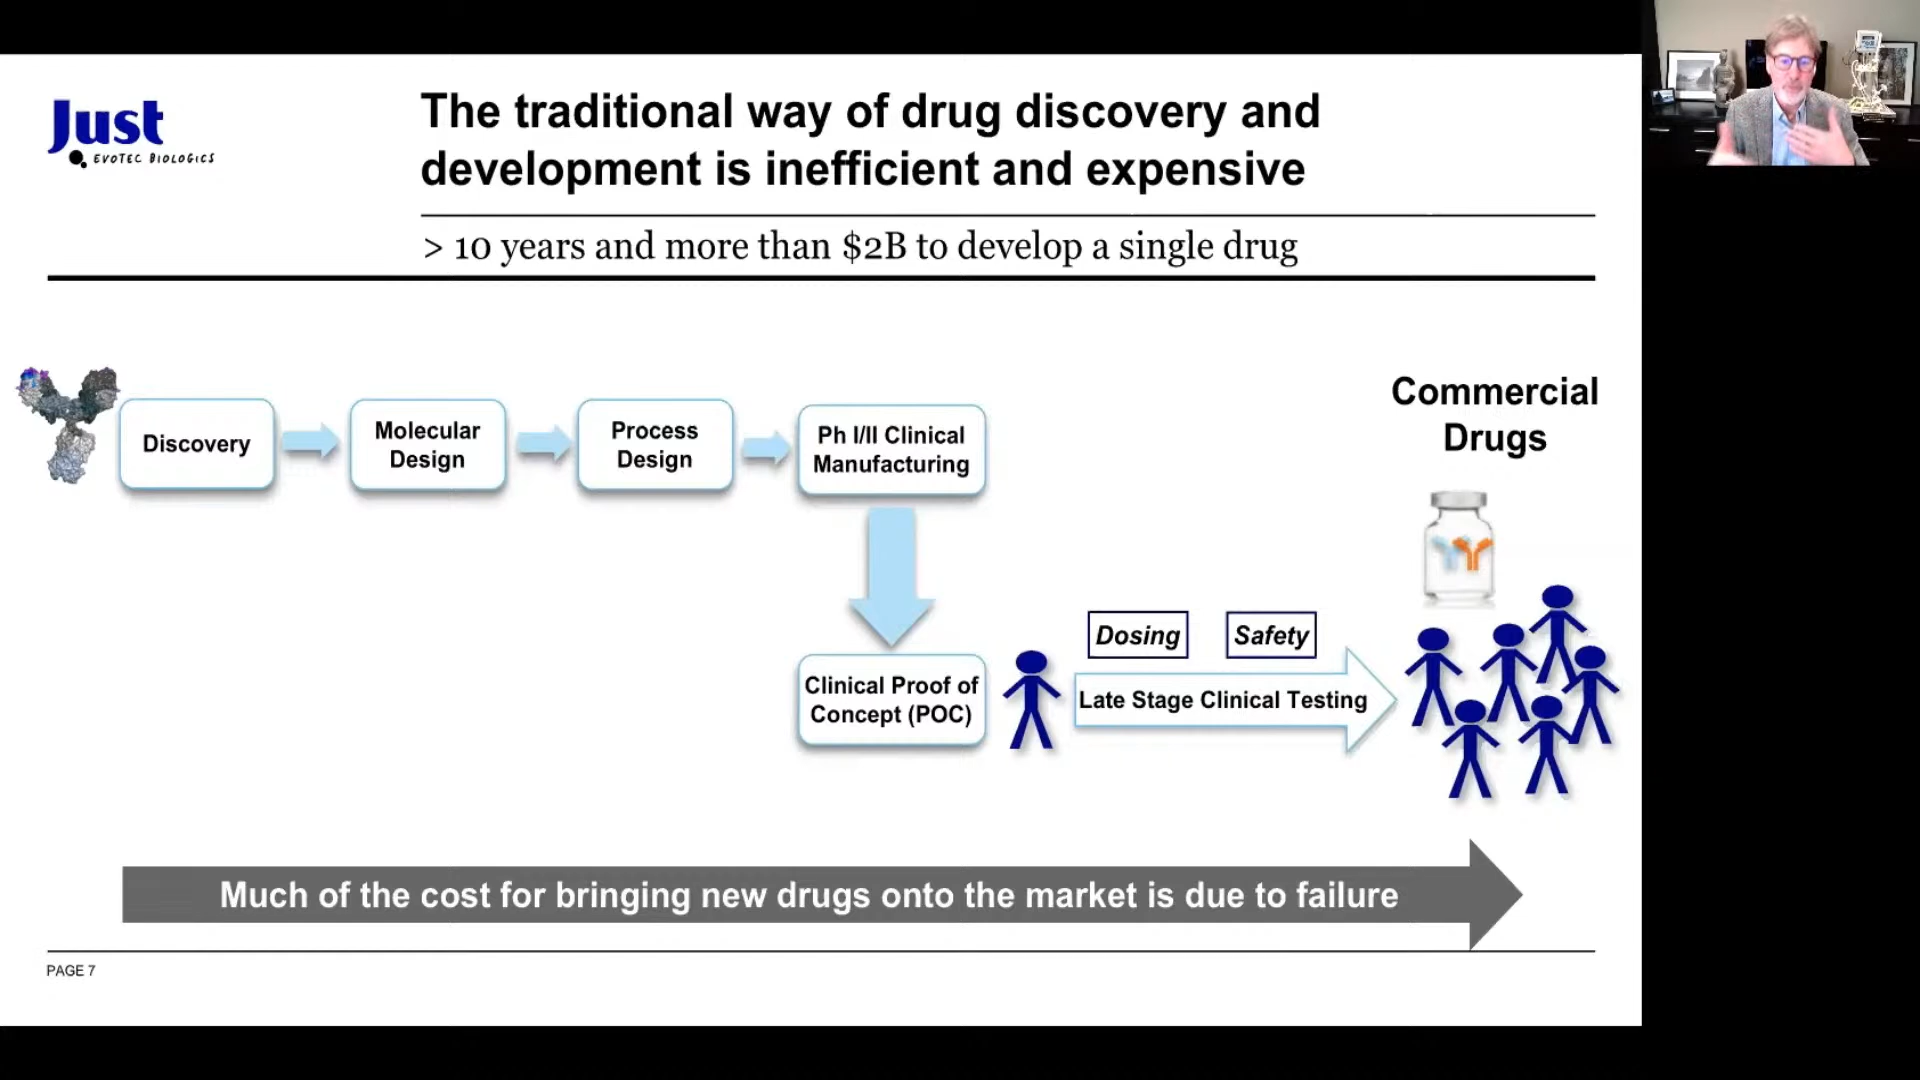 Just
EVOTEC BIOLOGICS
The traditional way of drug discovery and
development is inefficient and expensive
> 10 years and more than $2B to develop a single drug
Discovery
Molecular
Design
Process
Design
Ph I/II Clinical
Manufacturing
Commercial
Drugs
Clinical Proof of
Concept (POC)
Dosing
Safety
Late Stage Clinical Testing
Much of the cost for bringing new drugs onto the market is due to failure
PAGE 7